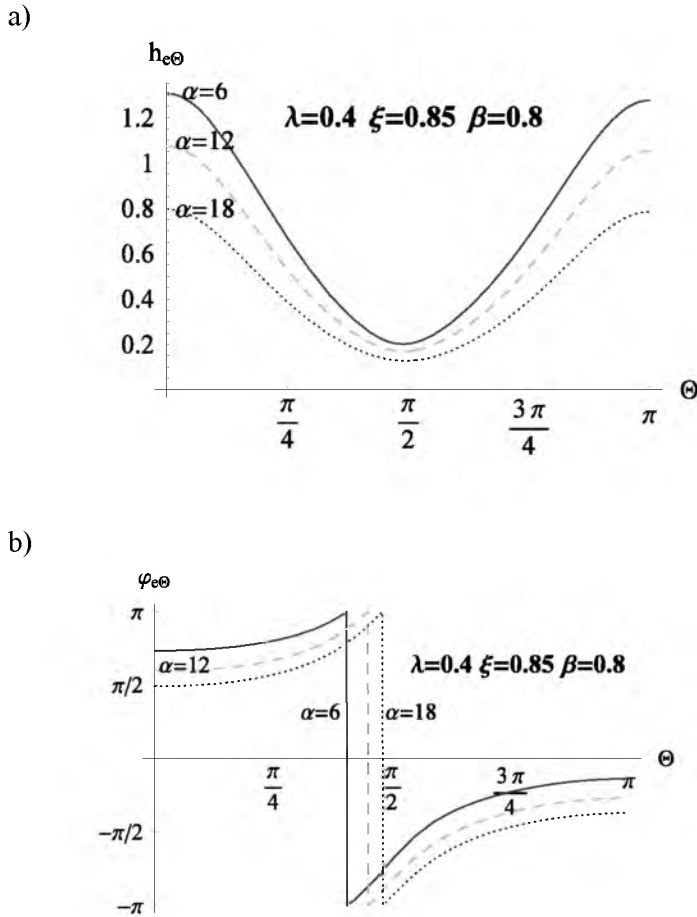 a)
h_eΘ
α=6
1.2
λ=0.4 ξ=0.85 β=0.8
α=12
1
α=18
0.8
0.6
0.4
0.2
Θ
π/4 π/2 3π/4 π
b)
φ_eΘ
π
α=12
λ=0.4 ξ=0.85 β=0.8
π/2
α=6 α=18
Θ
π/4 π/2 3π/4 π
−π/2
−π